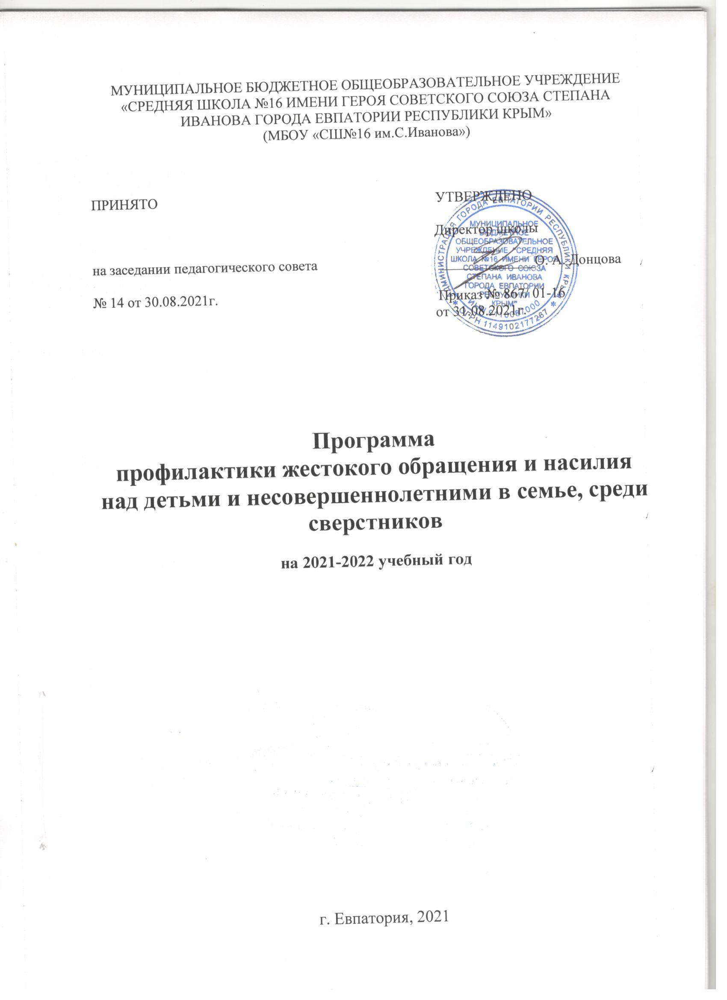 МУНИЦИПАЛЬНОЕ БЮДЖЕТНОЕ ОБЩЕОБРАЗОВАТЕЛЬНОЕ УЧРЕЖДЕНИЕ
«СРЕДНЯЯ ШКОЛА №16 ИМЕНИ ГЕРОЯ СОВЕТСКОГО СОЮЗА СТЕПАНА
ИВАНОВА ГОРОДА ЕВПАТОРИИ РЕСПУБЛИКИ КРЫМ»
(МБОУ «СШ№16 им.С.Иванова»)
ПРИНЯТО
на заседании педагогического совета
№ 14 от 30.08.2021г.
УТВЕРЖДЕНО
Директор школы
О. А. Донцова
Приказ № 867/ 01-16
от 31.08.2021г.
АДМИНИСТРАЦИЯ ГОРОДА ЕВПАТОРИИ РЕСПУБЛИКИ КРЫМ
ОГРН 1149102177267
МУНИЦИПАЛЬНОЕ
БЮДЖЕТНОЕ
ОБЩЕОБРАЗОВАТЕЛЬНОЕ
УЧРЕЖДЕНИЕ "СРЕДНЯЯ
ШКОЛА №16 ИМЕНИ ГЕРОЯ
СОВЕТСКОГО СОЮЗА
СТЕПАНА ИВАНОВА
ГОРОДА ЕВПАТОРИИ
РЕСПУБЛИКИ
КРЫМ"
ИНН
Программа
профилактики жестокого обращения и насилия
над детьми и несовершеннолетними в семье, среди
сверстников
на 2021-2022 учебный год
г. Евпатория, 2021